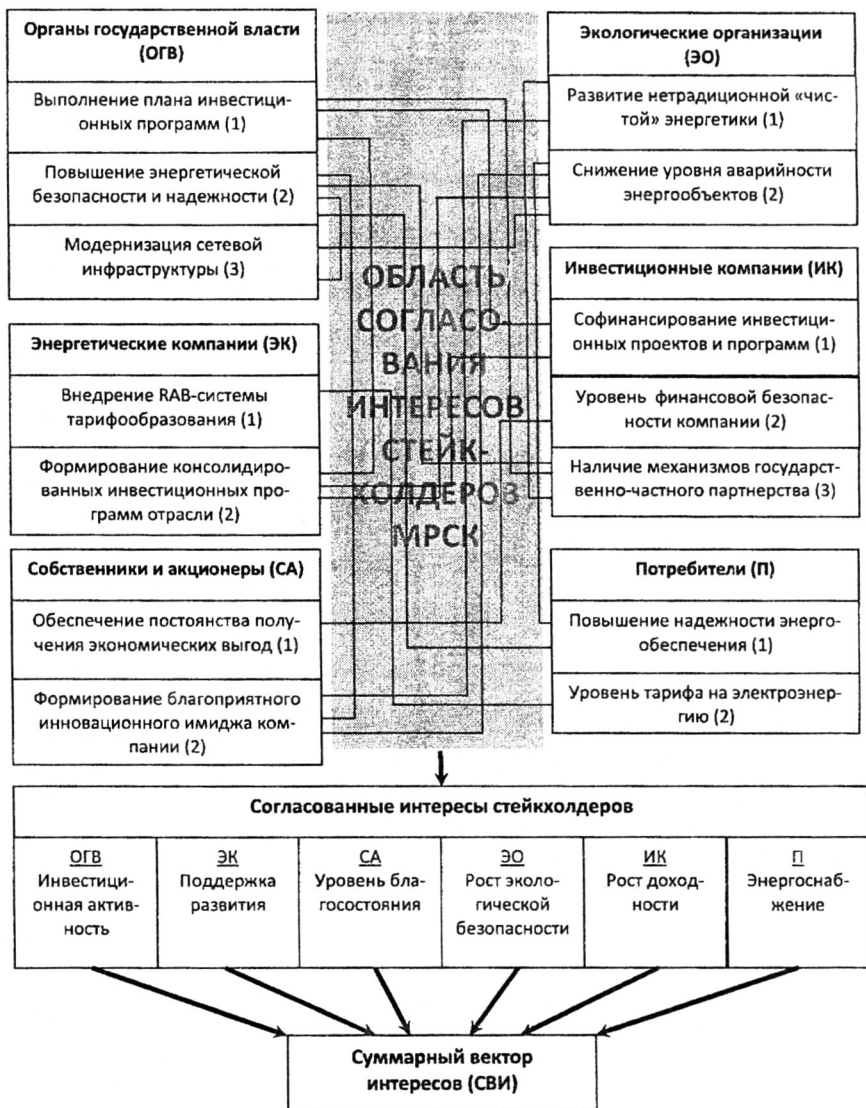 Органы государственной власти
(ОГВ)
Выполнение плана инвестици-
онных программ (1)
Повышение энергетической
безопасности и надежности (2)
Модернизация сетевой
инфраструктуры (3)
Энергетические компании (ЭК)
Внедрение RAB-системы
тарифообразования (1)
Формирование консолидиро-
ванных инвестиционных про-
грамм отрасли (2)
Собственники и акционеры (СА)
Обеспечение постоянства полу-
чения экономических выгод (1)
Формирование благоприятного
инновационного имиджа ком-
пании (2)
ОБЛАСТЬ
СОГЛАСО-
ВАНИЯ
ИНТЕРЕСОВ
СТЕЙК-
ХОЛДЕРОВ
МРСК
Экологические организации
(ЭО)
Развитие нетрадиционной «чис-
той» энергетики (1)
Снижение уровня аварийности
энергообъектов (2)
Инвестиционные компании (ИК)
Софинансирование инвестици-
онных проектов и программ (1)
Уровень финансовой безопас-
ности компании (2)
Наличие механизмов государст-
венно-частного партнерства (3)
Потребители (П)
Повышение надежности энерго-
обеспечения (1)
Уровень тарифа на электроэнер-
гию (2)
Согласованные интересы стейкхолдеров
ОГВ
Инвестици-
онная актив-
ность
ЭК
Поддержка
развития
СА
Уровень бла-
госостояния
ЭО
Рост эколо-
гической
безопасности
ИК
Рост доход-
ности
П
Энергоснаб-
жение
Суммарный вектор
интересов (СВИ)